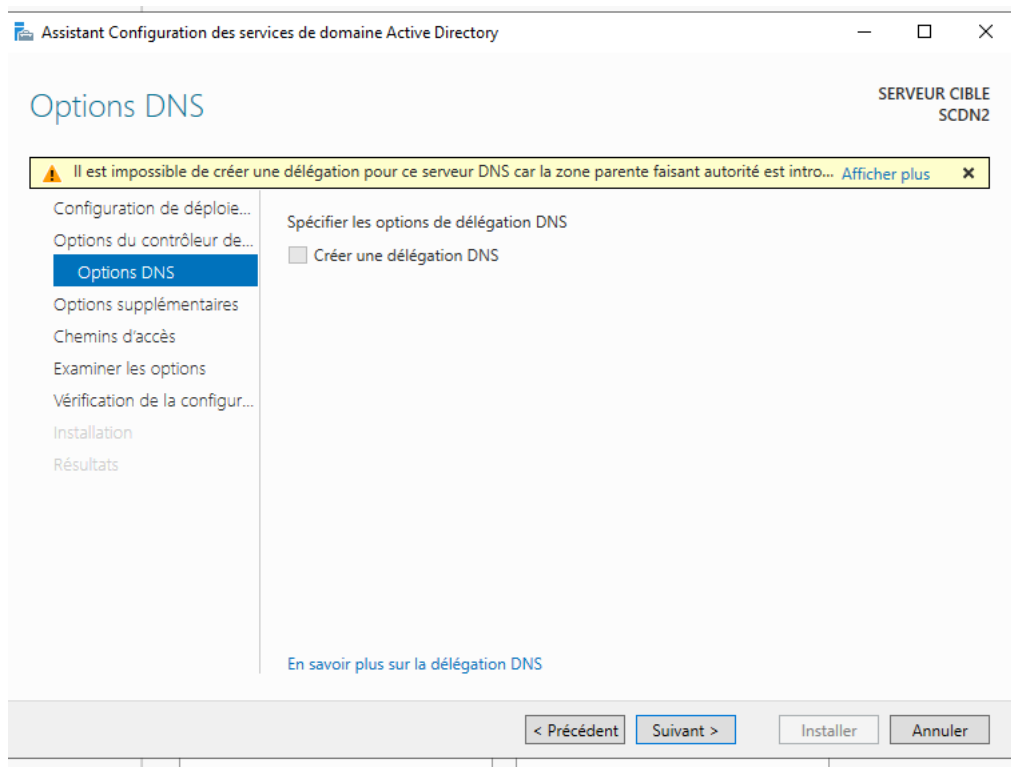 Assistant Configuration des services de domaine Active Directory
Options DNS
SERVEUR CIBLE
SCDN2
Il est impossible de créer une délégation pour ce serveur DNS car la zone parente faisant autorité est intro... Afficher plus
Configuration de déploie...
Options du contrôleur de...
Options DNS
Options supplémentaires
Chemins d'accès
Examiner les options
Vérification de la configur...
Installation
Résultats
Spécifier les options de délégation DNS
Créer une délégation DNS
En savoir plus sur la délégation DNS
< Précédent
Suivant >
Installer
Annuler